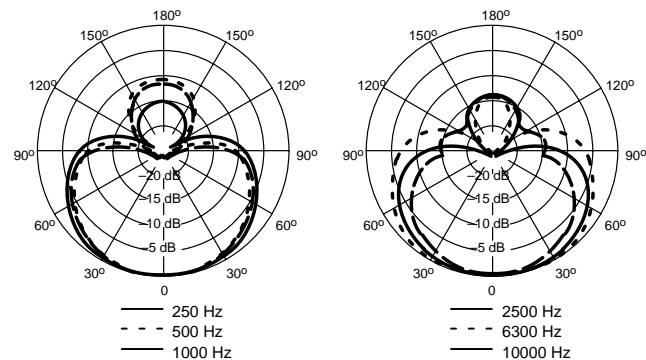 180º 180º
150º 150º 150º 150º
120º 120º 120º 120º
90º 90º 90º 90º
–20 dB –20 dB
–15 dB –15 dB
60º 60º 60º 60º
–10 dB –10 dB
–5 dB –5 dB
30º 30º 30º 30º
0 0
250 Hz 2500 Hz
500 Hz 6300 Hz
1000 Hz 10000 Hz